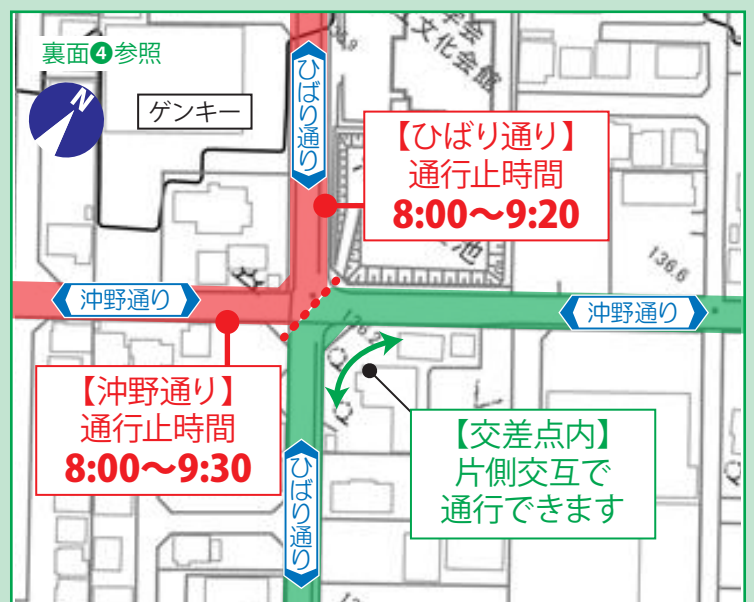 裏面❹参照
N
ゲンキー
ひばり通り
文化会館
【ひばり通り】
通行止時間
8:00〜9:20
池
136.6
沖野通り
沖野通り
【沖野通り】
通行止時間
8:00〜9:30
【交差点内】
片側交互で
通行できます
ひばり通り